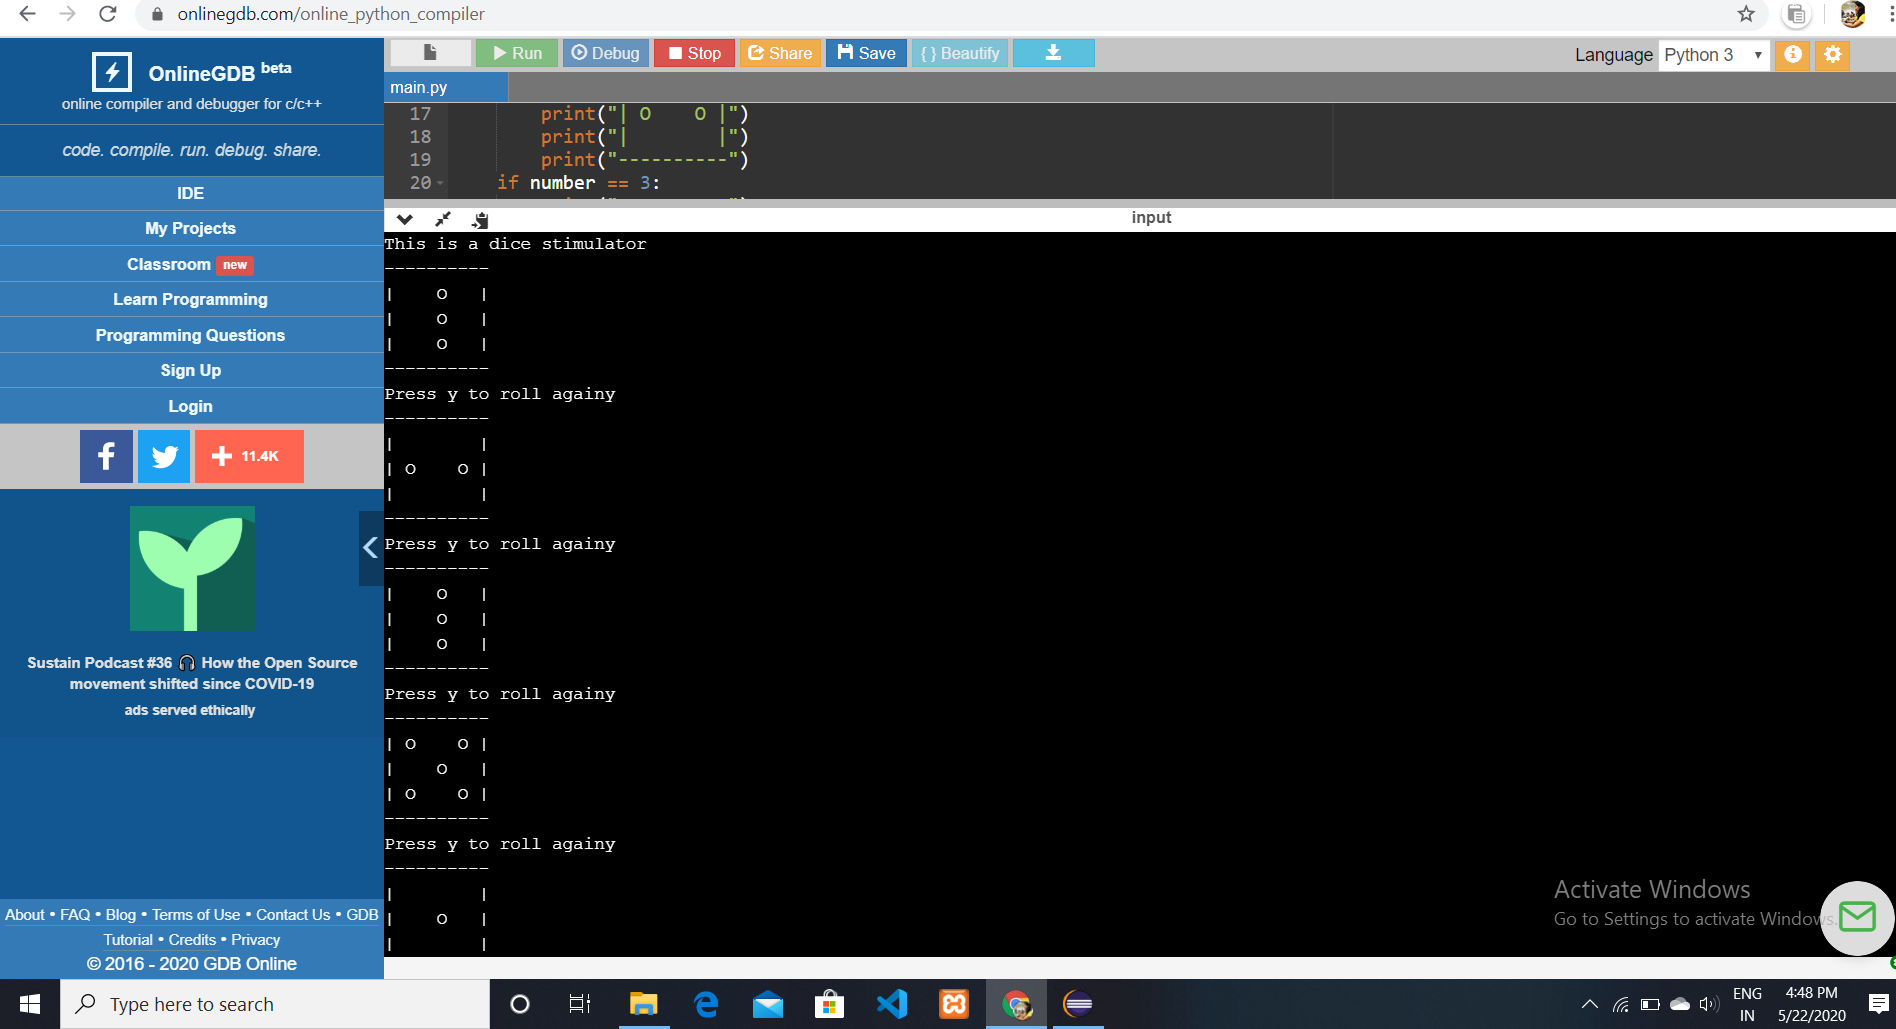 onlinegdb.com/online_python_compiler
OnlineGDB beta
online compiler and debugger for c/c++
code. compile. run. debug. share.
IDE
My Projects
Classroom new
Learn Programming
Programming Questions
Sign Up
Login
11.4K
Sustain Podcast #36 🎧 How the Open Source
movement shifted since COVID-19
ads served ethically
About • FAQ • Blog • Terms of Use • Contact Us • GDB
Tutorial • Credits • Privacy
© 2016 - 2020 GDB Online
Run Debug Stop Share Save { } Beautify
Language Python 3
main.py
17 print("| O    O |")
18 print("|        |")
19 print("----------")
20 if number == 3:
input
This is a dice stimulator
----------
|    O   |
|    O   |
|    O   |
----------
Press y to roll againy
----------
|        |
| O    O |
|        |
----------
Press y to roll againy
----------
|    O   |
|    O   |
|    O   |
----------
Press y to roll againy
----------
| O    O |
|    O   |
| O    O |
----------
Press y to roll againy
----------
|        |
|    O   |
|        |
Activate Windows
Go to Settings to activate Windows.
Type here to search
ENG
IN
4:48 PM
5/22/2020